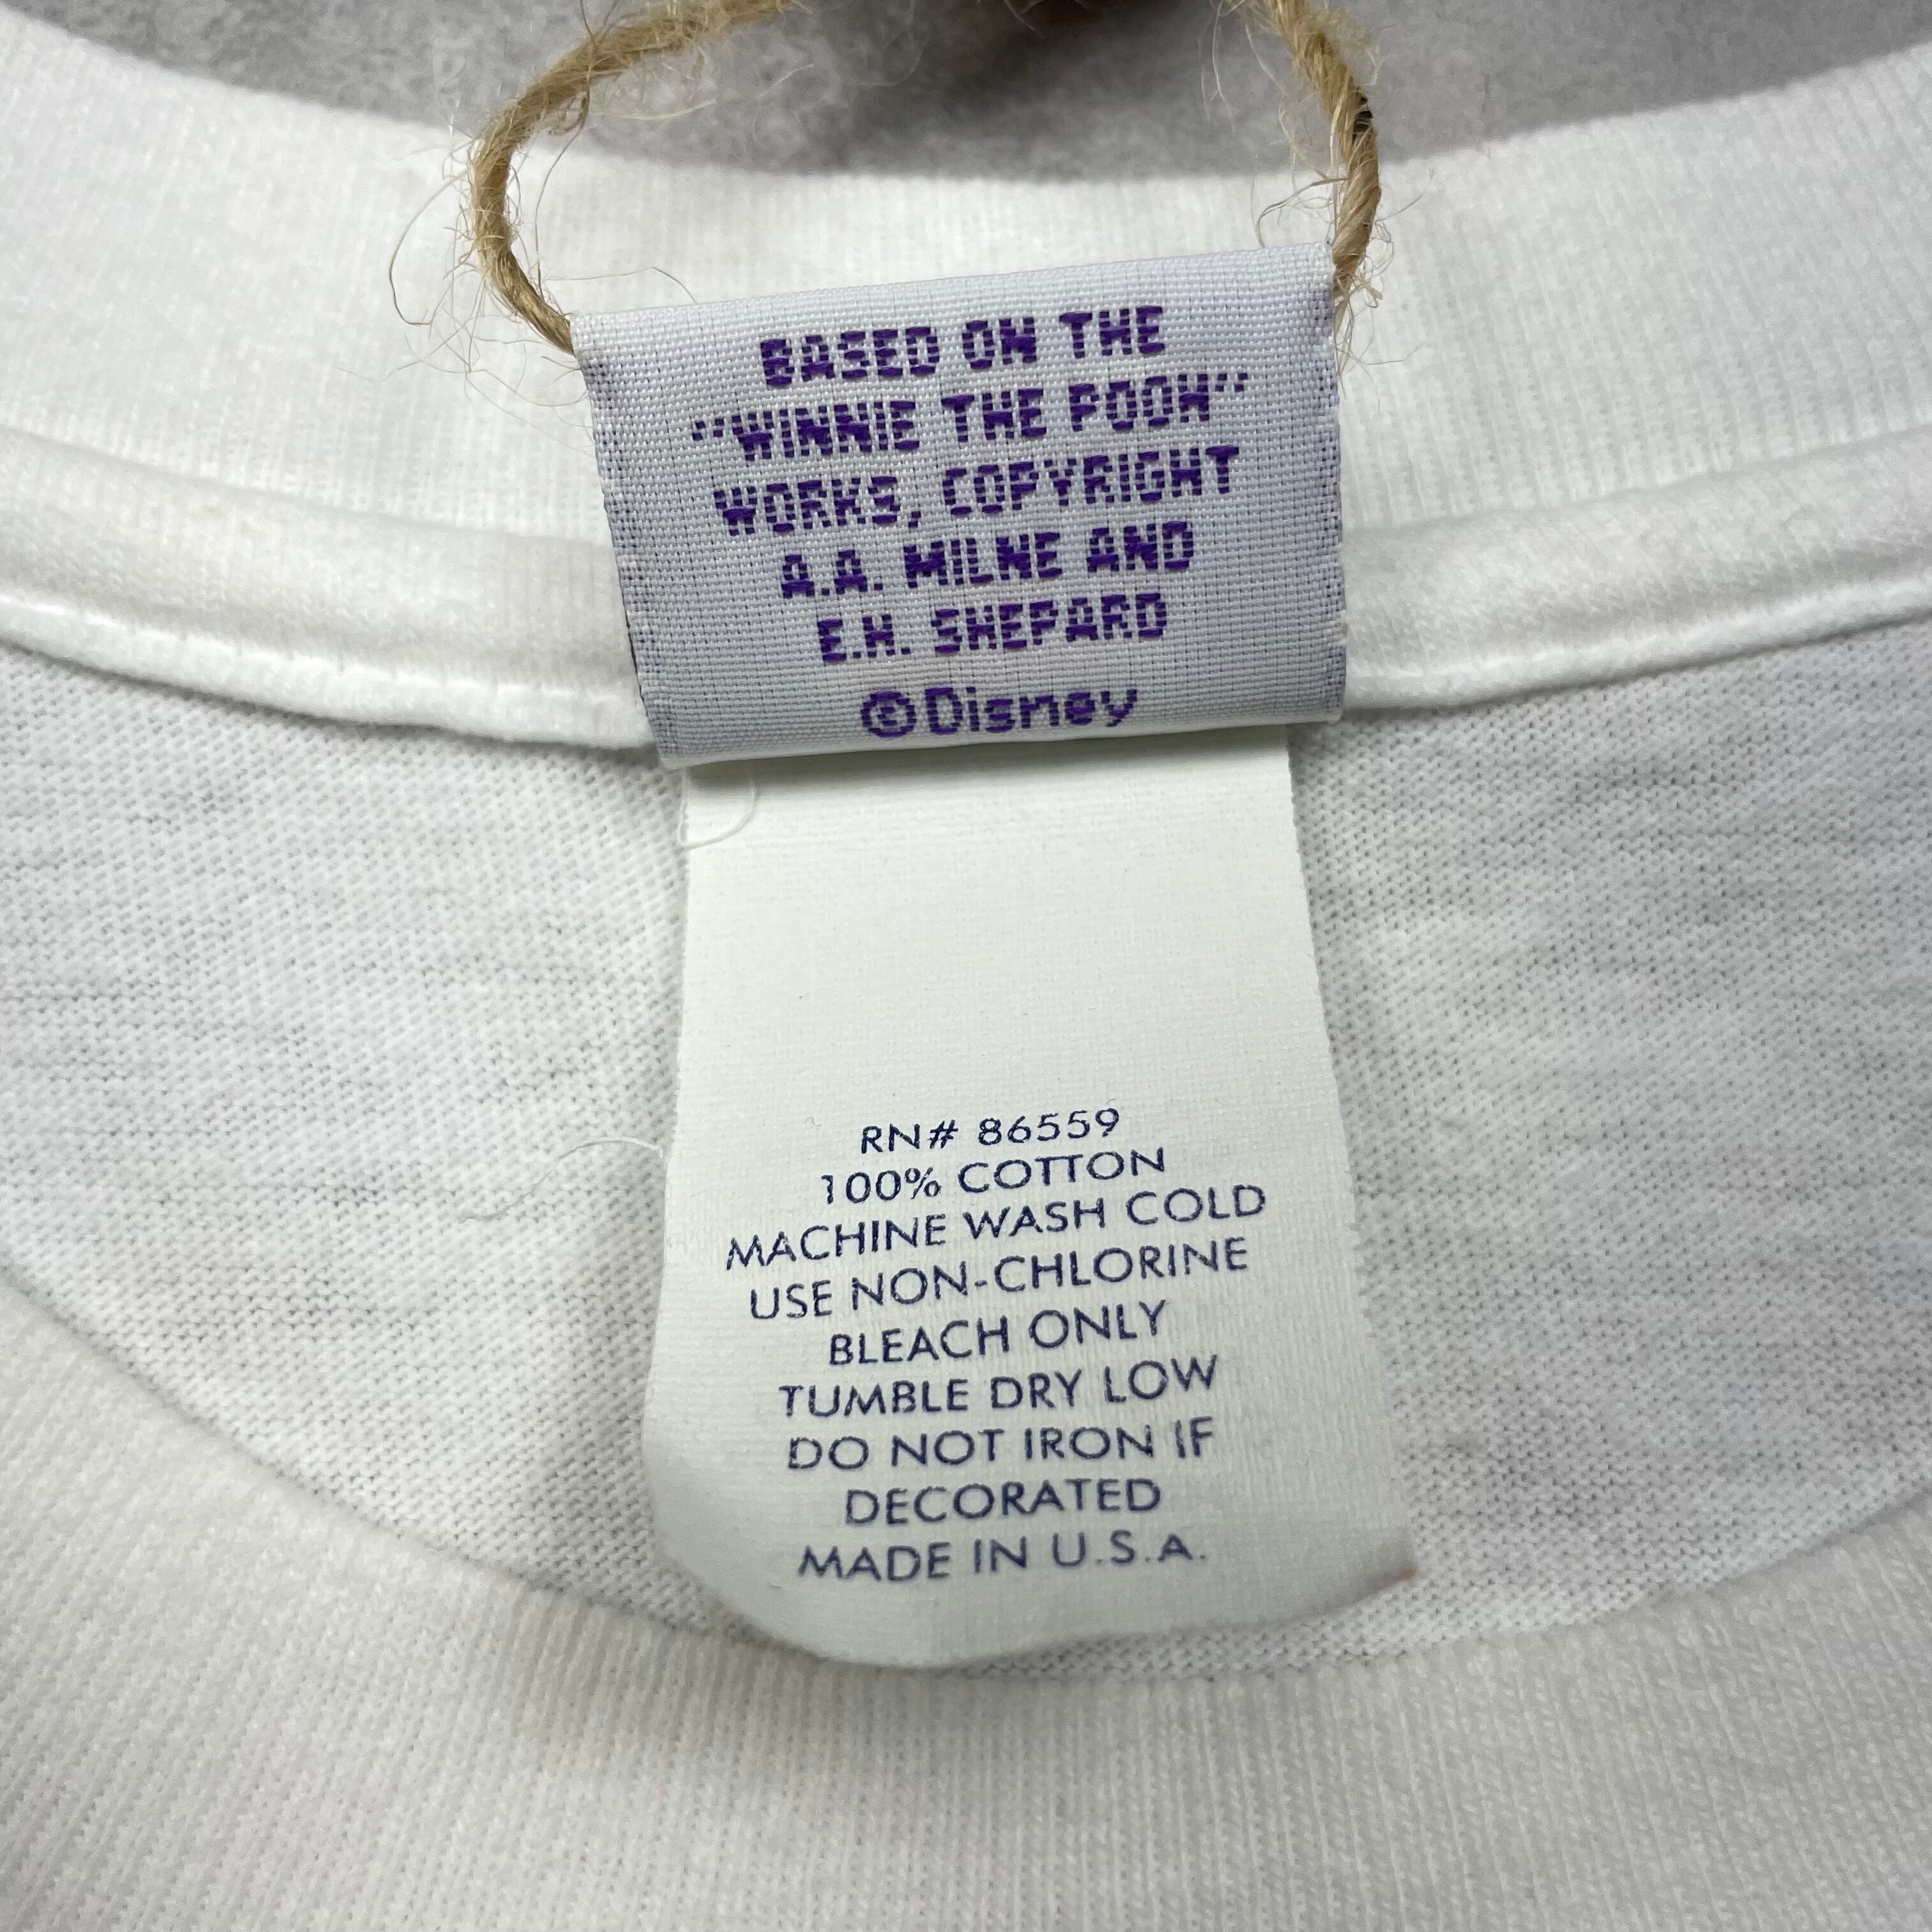 BASED ON THE
"WINNIE THE POOH"
WORKS, COPYRIGHT
A.A. MILNE AND
E.H. SHEPARD
©Disney
RN# 86559
100% COTTON
MACHINE WASH COLD
USE NON-CHLORINE
BLEACH ONLY
TUMBLE DRY LOW
DO NOT IRON IF
DECORATED
MADE IN U.S.A.